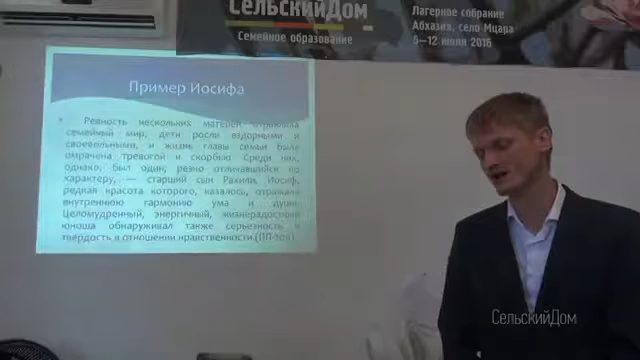 СельскийДом
Семейное образование
Лагерное собрание
Абхазия, село Мцара
5–12 июля 2016
Пример Иосифа
Ревность нескольких матерей отравляла
семейный мир, дети росли вздорными и
своевольными, и жизнь главы семьи была
омрачена тревогой и скорбью. Среди них,
однако, был один, резко отличавшийся по
характеру, — старший сын Рахили, Иосиф,
редкая красота которого, казалось, отражала
внутреннюю гармонию ума и души.
Целомудренный, энергичный, жизнерадостный
юноша обнаруживал также серьезность и
твердость в отношении нравственности.
СельскийДом